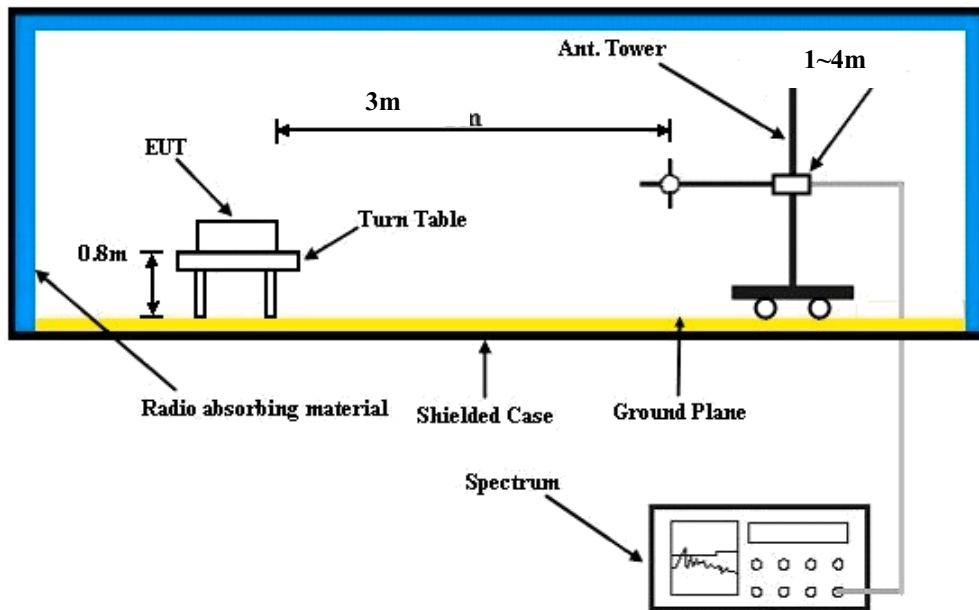 Ant. Tower
1~4m
3m
n
EUT
Turn Table
0.8m
Radio absorbing material
Shielded Case
Ground Plane
Spectrum